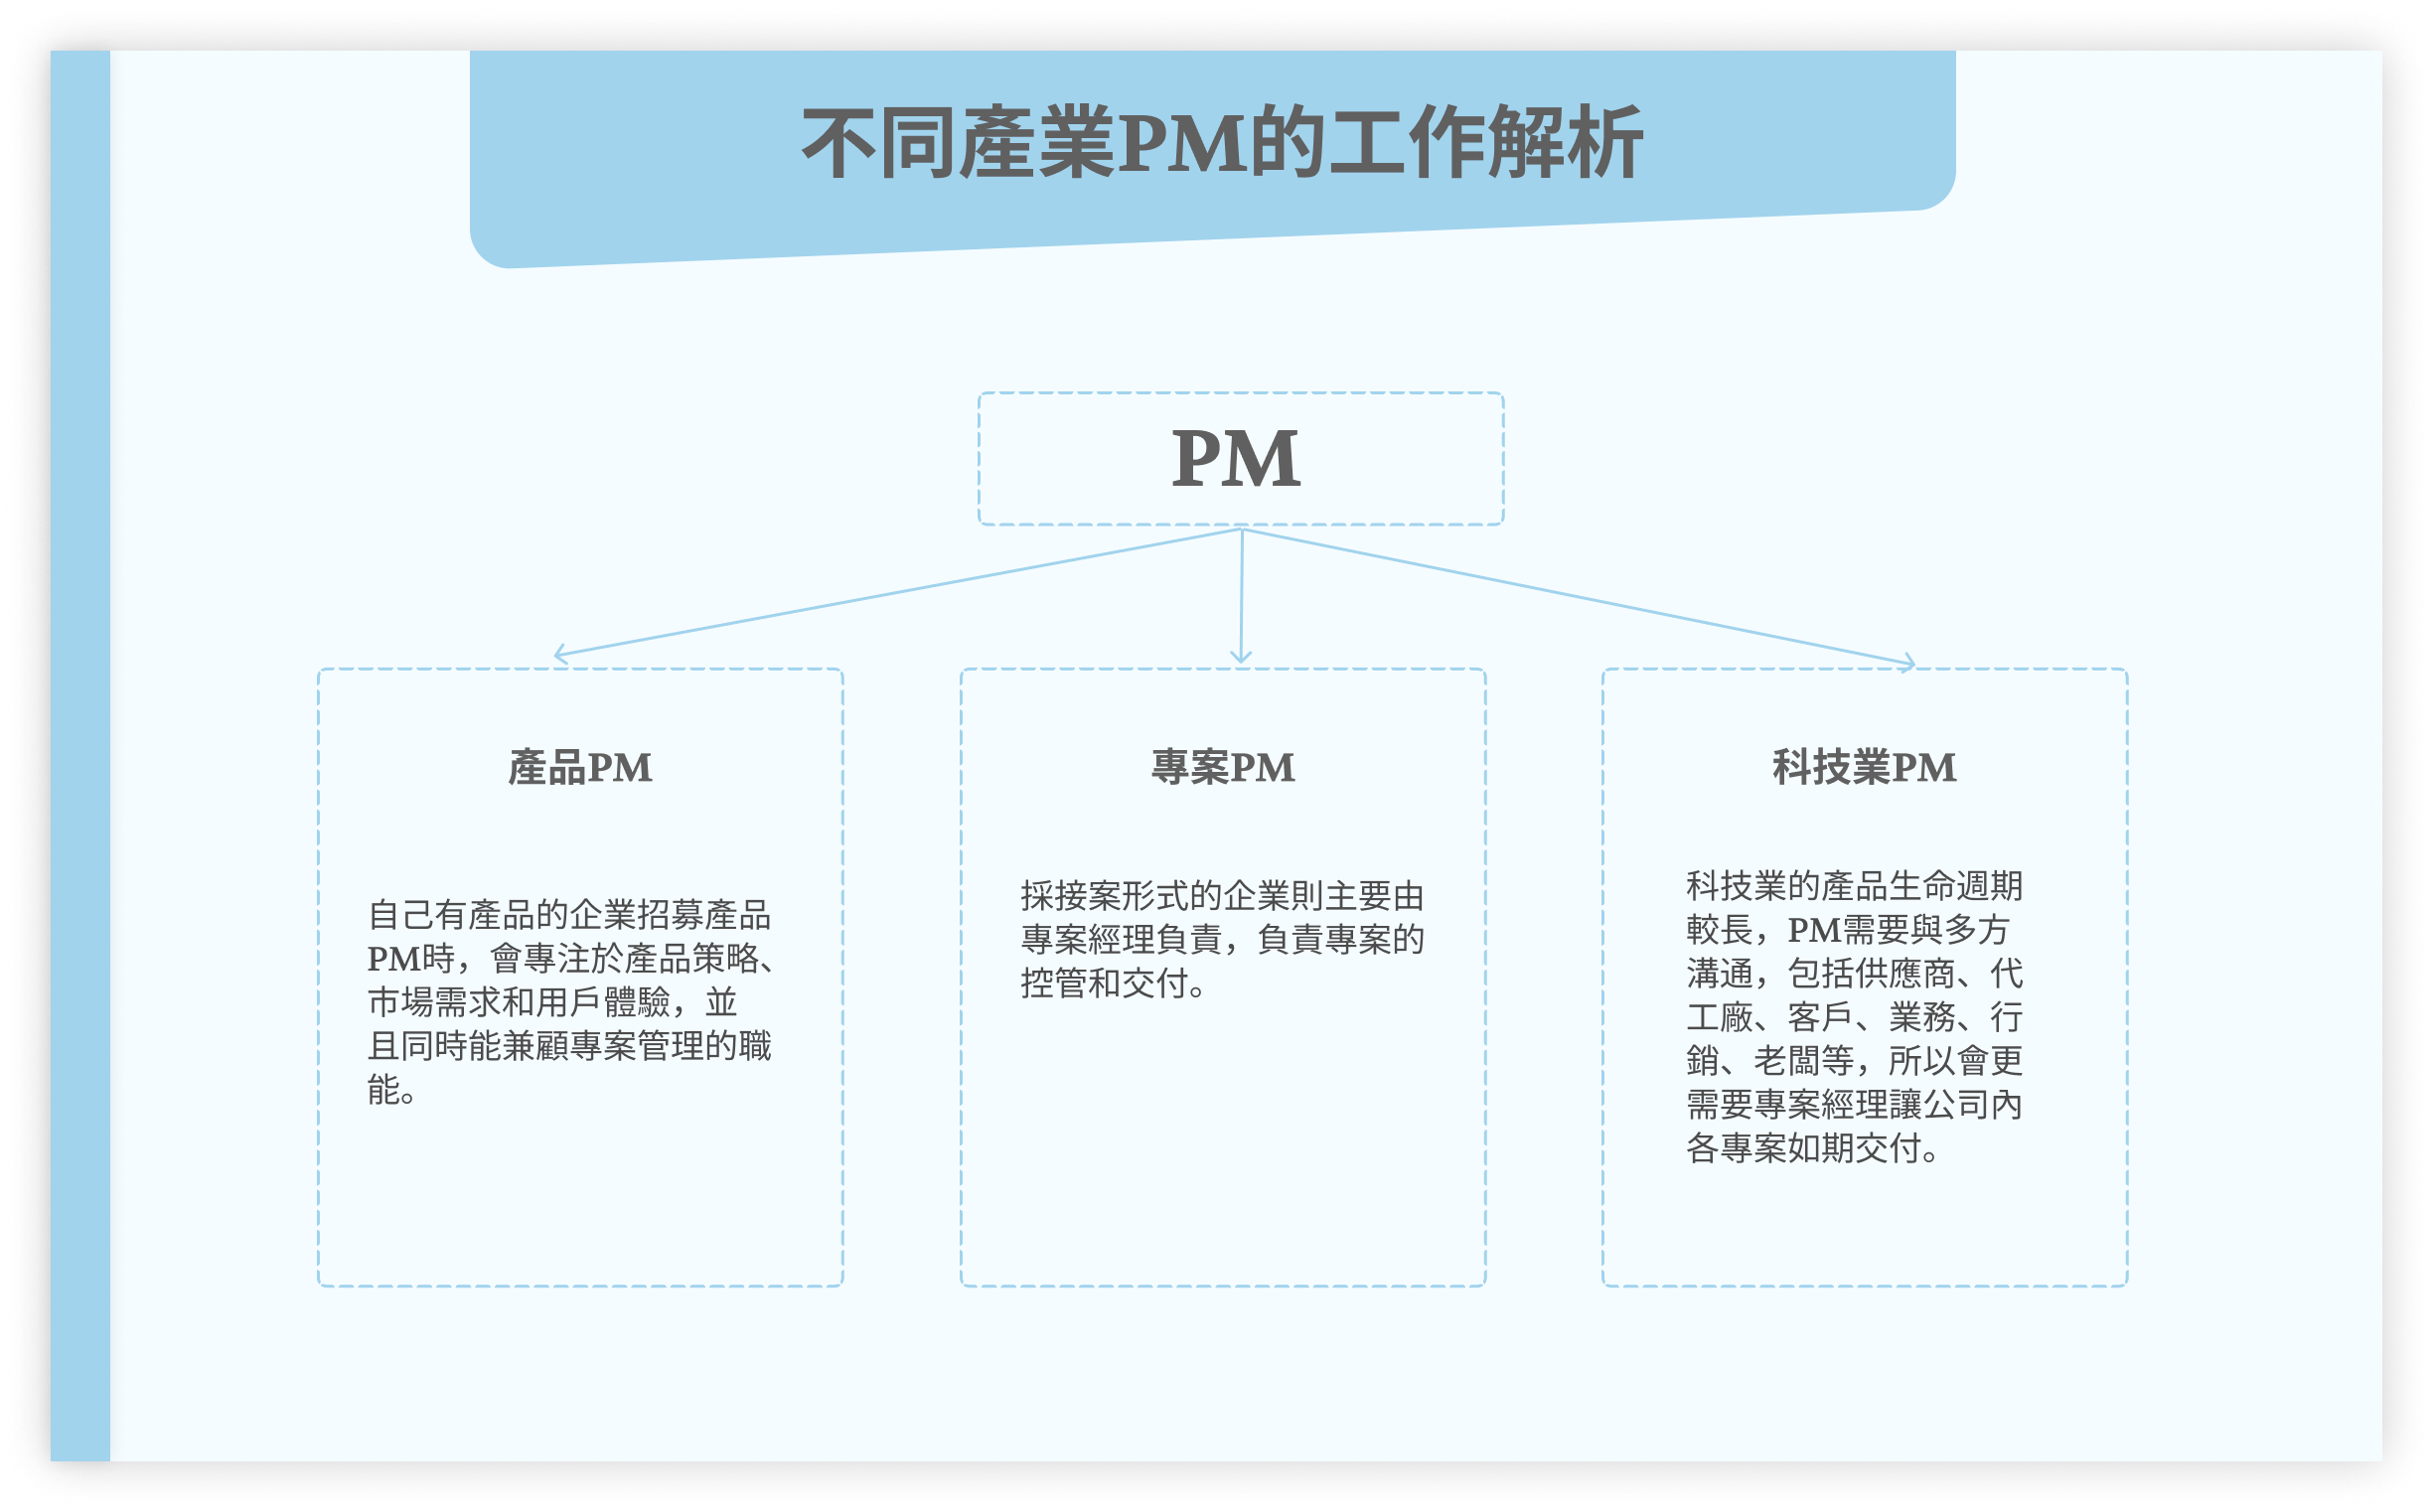 不同產業PM的工作解析
PM
產品PM
自己有產品的企業招募產品
PM時，會專注於產品策略、
市場需求和用戶體驗，並
且同時能兼顧專案管理的職
能。
專案PM
採接案形式的企業則主要由
專案經理負責，負責專案的
控管和交付。
科技業PM
科技業的產品生命週期
較長，PM需要與多方
溝通，包括供應商、代
工廠、客戶、業務、行
銷、老闆等，所以會更
需要專案經理讓公司內
各專案如期交付。